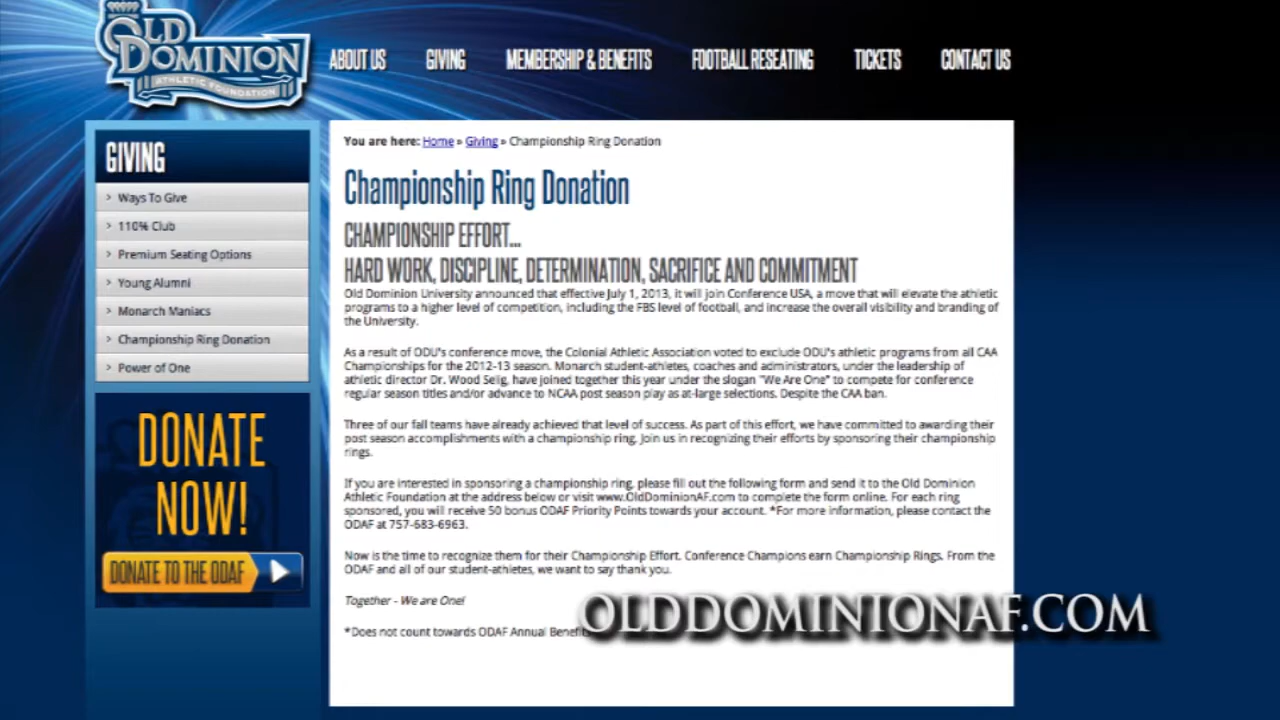 OLD
DOMINION
ATHLETIC FOUNDATION
ABOUT US GIVING MEMBERSHIP & BENEFITS FOOTBALL RESEATING TICKETS CONTACT US
GIVING
> Ways To Give
> 110% Club
> Premium Seating Options
> Young Alumni
> Monarch Maniacs
> Championship Ring Donation
> Power of One
DONATE
NOW!
DONATE TO THE ODAF
You are here: Home » Giving » Championship Ring Donation
Championship Ring Donation
CHAMPIONSHIP EFFORT...
HARD WORK, DISCIPLINE, DETERMINATION, SACRIFICE AND COMMITMENT
Old Dominion University announced that effective July 1, 2013, it will join Conference USA, a move that will elevate the athletic
programs to a higher level of competition, including the FBS level of football, and increase the overall visibility and branding of
the University.
As a result of ODU's conference move, the Colonial Athletic Association voted to exclude ODU's athletic programs from all CAA
Championships for the 2012-13 season. Monarch student-athletes, coaches and administrators, under the leadership of
athletic director Dr. Wood Selig, have joined together this year under the slogan "We Are One" to compete for conference
regular season titles and/or advance to NCAA post season play as at-large selections. Despite the CAA ban.
Three of our fall teams have already achieved that level of success. As part of this effort, we have committed to awarding their
post season accomplishments with a championship ring. Join us in recognizing their efforts by sponsoring their championship
rings.
If you are interested in sponsoring a championship ring, please fill out the following form and send it to the Old Dominion
Athletic Foundation at the address below or visit www.OldDominionAF.com to complete the form online. For each ring
sponsored, you will receive 50 bonus ODAF Priority Points towards your account. *For more information, please contact the
ODAF at 757-683-6963.
Now is the time to recognize them for their Championship Effort. Conference Champions earn Championship Rings. From the
ODAF and all of our student-athletes, we want to say thank you.
Together - We are One!
*Does not count towards ODAF Annual Benefits
OLDDOMINIONAF.COM